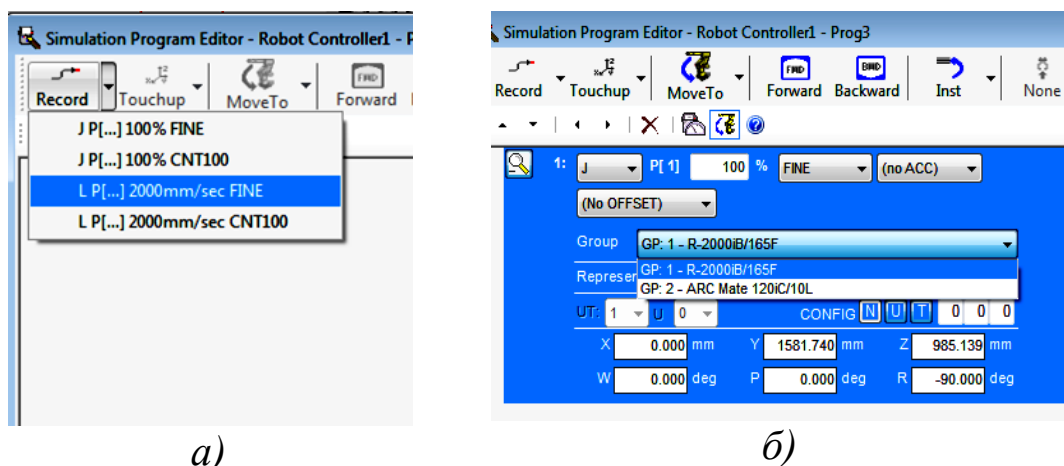 Simulation Program Editor - Robot Controller1 - P
Record Touchup MoveTo FWD Forward
J P[...] 100% FINE
J P[...] 100% CNT100
L P[...] 2000mm/sec FINE
L P[...] 2000mm/sec CNT100
а)
Simulation Program Editor - Robot Controller1 - Prog3
Record Touchup MoveTo FWD Forward BWD Backward Inst None
1: J P[ 1] 100 % FINE (no ACC)
(No OFFSET)
Group GP: 1 - R-2000iB/165F
GP: 1 - R-2000iB/165F
Represen
GP: 2 - ARC Mate 120iC/10L
UT: 1 U 0 CONFIG N U T 0 0 0
X 0.000 mm Y 1581.740 mm Z 985.139 mm
W 0.000 deg P 0.000 deg R -90.000 deg
б)